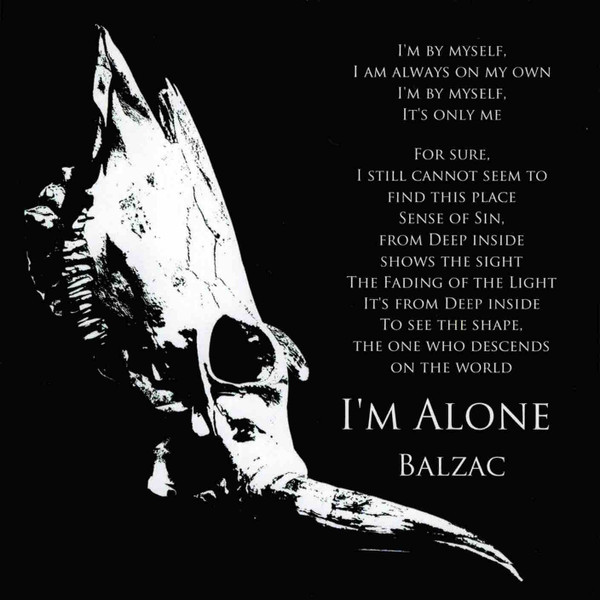 I'm by myself,
I am always on my own
I'm by myself,
It's only me
For sure,
I still cannot seem to
find this place
Sense of Sin,
from Deep inside
shows the sight
The Fading of the Light
It's from Deep inside
To see the shape,
the one who descends
on the world
I'm Alone
Balzac